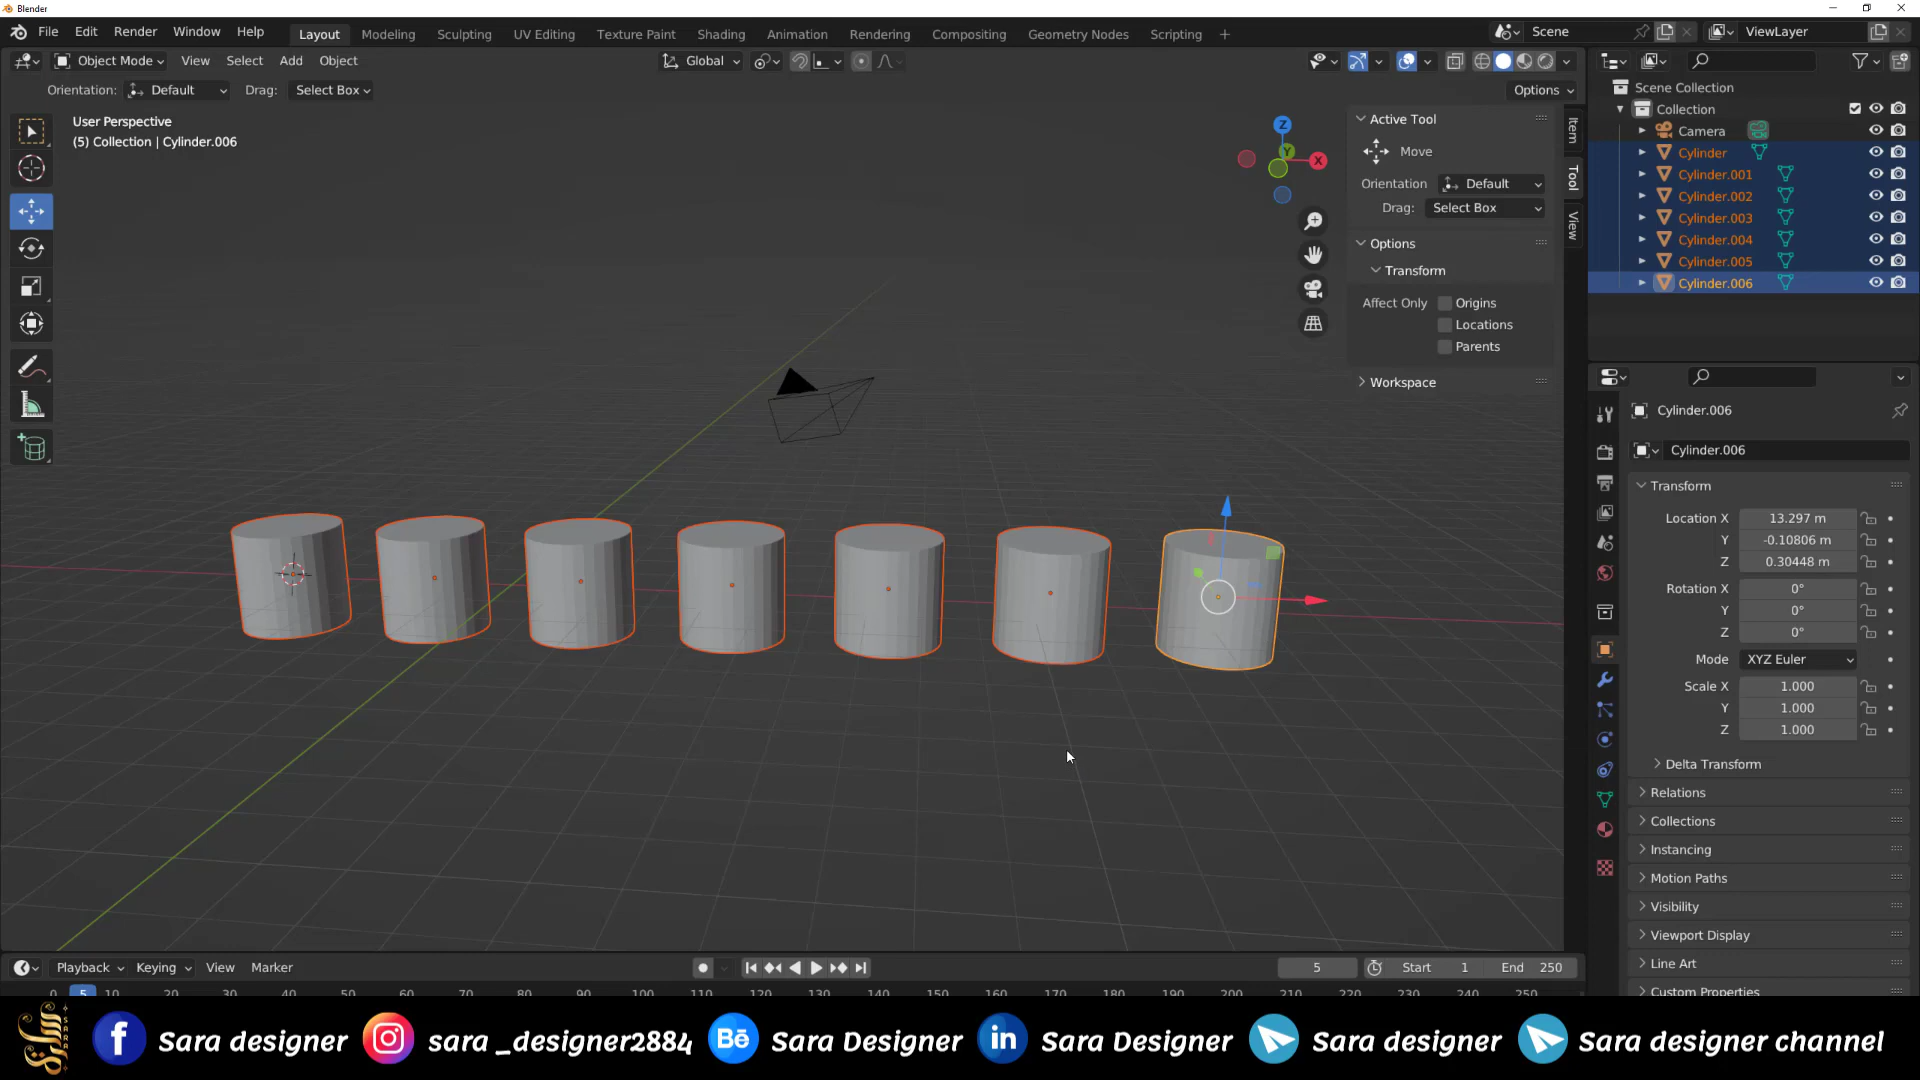 Blender
File Edit Render Window Help Layout Modeling Sculpting UV Editing Texture Paint Shading Animation Rendering Compositing Geometry Nodes Scripting + Scene ViewLayer
Object Mode View Select Add Object Global
Orientation: Default Drag: Select Box Options
User Perspective
(5) Collection | Cylinder.006
Z
Y
X
Active Tool
Move
Orientation Default
Drag: Select Box
Options
Transform
Affect Only Origins
Locations
Parents
Workspace
Item
Tool
View
Scene Collection
Collection
Camera
Cylinder
Cylinder.001
Cylinder.002
Cylinder.003
Cylinder.004
Cylinder.005
Cylinder.006
Cylinder.006
Cylinder.006
Transform
Location X 13.297 m
Y -0.10806 m
Z 0.30448 m
Rotation X 0°
Y 0°
Z 0°
Mode XYZ Euler
Scale X 1.000
Y 1.000
Z 1.000
Delta Transform
Relations
Collections
Instancing
Motion Paths
Visibility
Viewport Display
Line Art
Custom Properties
Playback Keying View Marker 5 Start 1 End 250
0 5 10 20 30 40 50 60 70 80 90 100 110 120 130 140 150 160 170 180 190 200 210 220 230 240 250
Sara designer sara _designer2884 Bē Sara Designer in Sara Designer Sara designer Sara designer channel